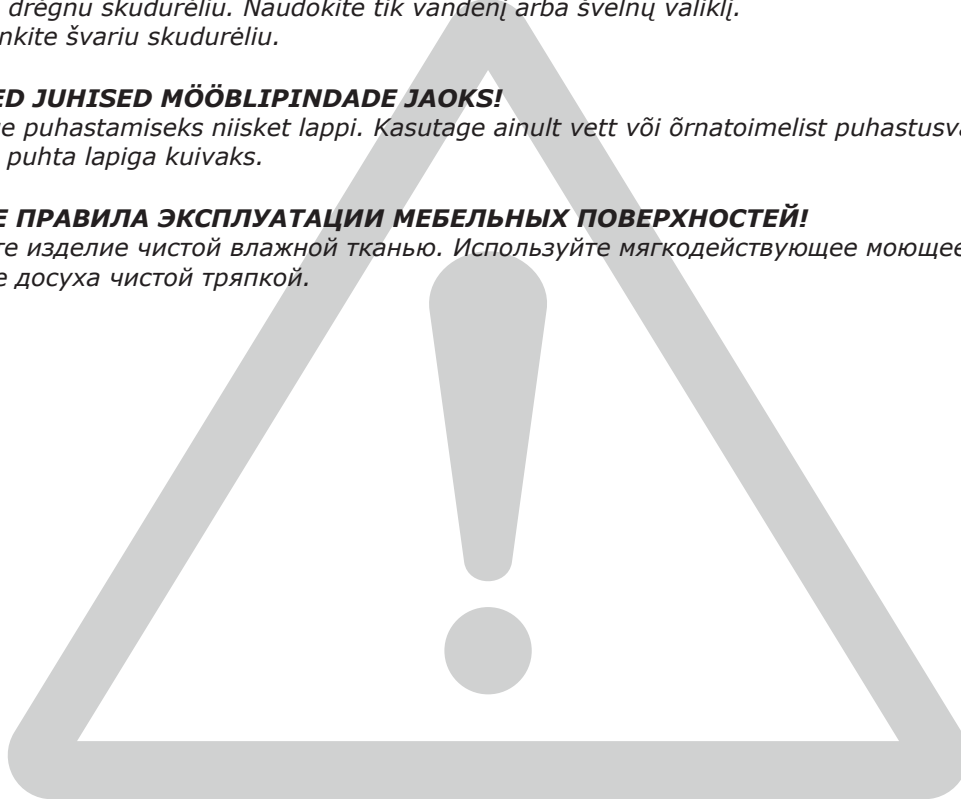 drėgnu skudurėliu. Naudokite tik vandenį arba švelnų valiklį.
nkite švariu skudurėliu.
ED JUHISED MÖÖBLIPINDADE JAOKS!
e puhastamiseks niisket lappi. Kasutage ainult vett või õrnatoimelist puhastusva
puhta lapiga kuivaks.
Е ПРАВИЛА ЭКСПЛУАТАЦИИ МЕБЕЛЬНЫХ ПОВЕРХНОСТЕЙ!
те изделие чистой влажной тканью. Используйте мягкодействующее моющее
е досуха чистой тряпкой.